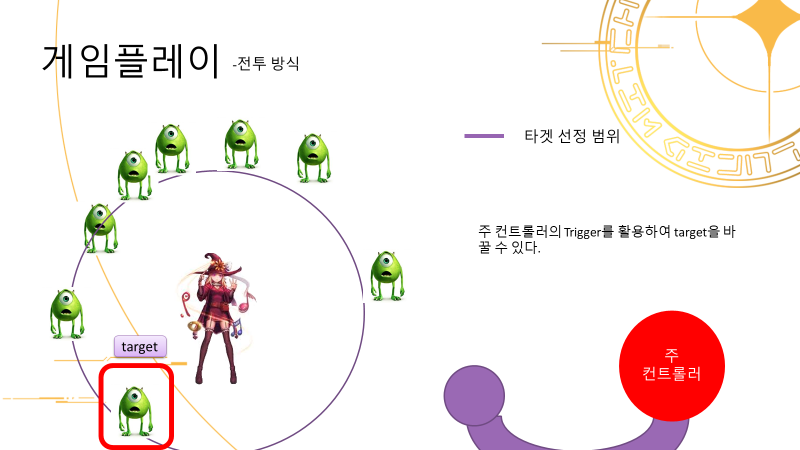 게임플레이 -전투 방식
타겟 선정 범위
주 컨트롤러의 Trigger를 활용하여 target을 바
꿀 수 있다.
target
주
컨트롤러